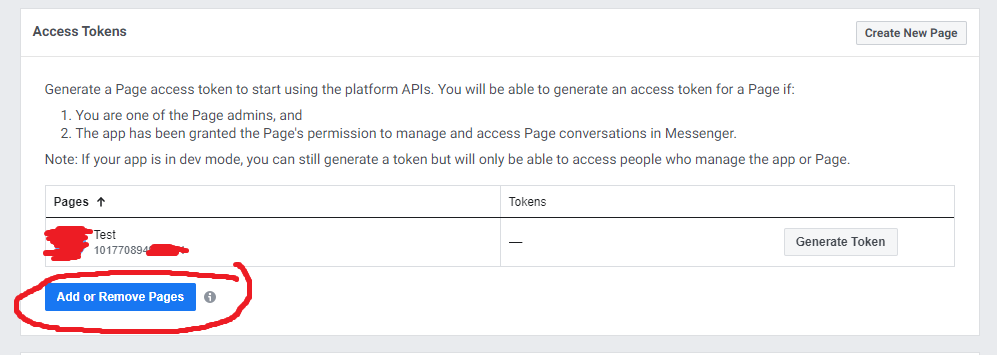 Access Tokens
Create New Page
Generate a Page access token to start using the platform APIs. You will be able to generate an access token for a Page if:
1. You are one of the Page admins, and
2. The app has been granted the Page's permission to manage and access Page conversations in Messenger.
Note: If your app is in dev mode, you can still generate a token but will only be able to access people who manage the app or Page.
Pages ↑
Tokens
Test
101770894
—
Generate Token
Add or Remove Pages